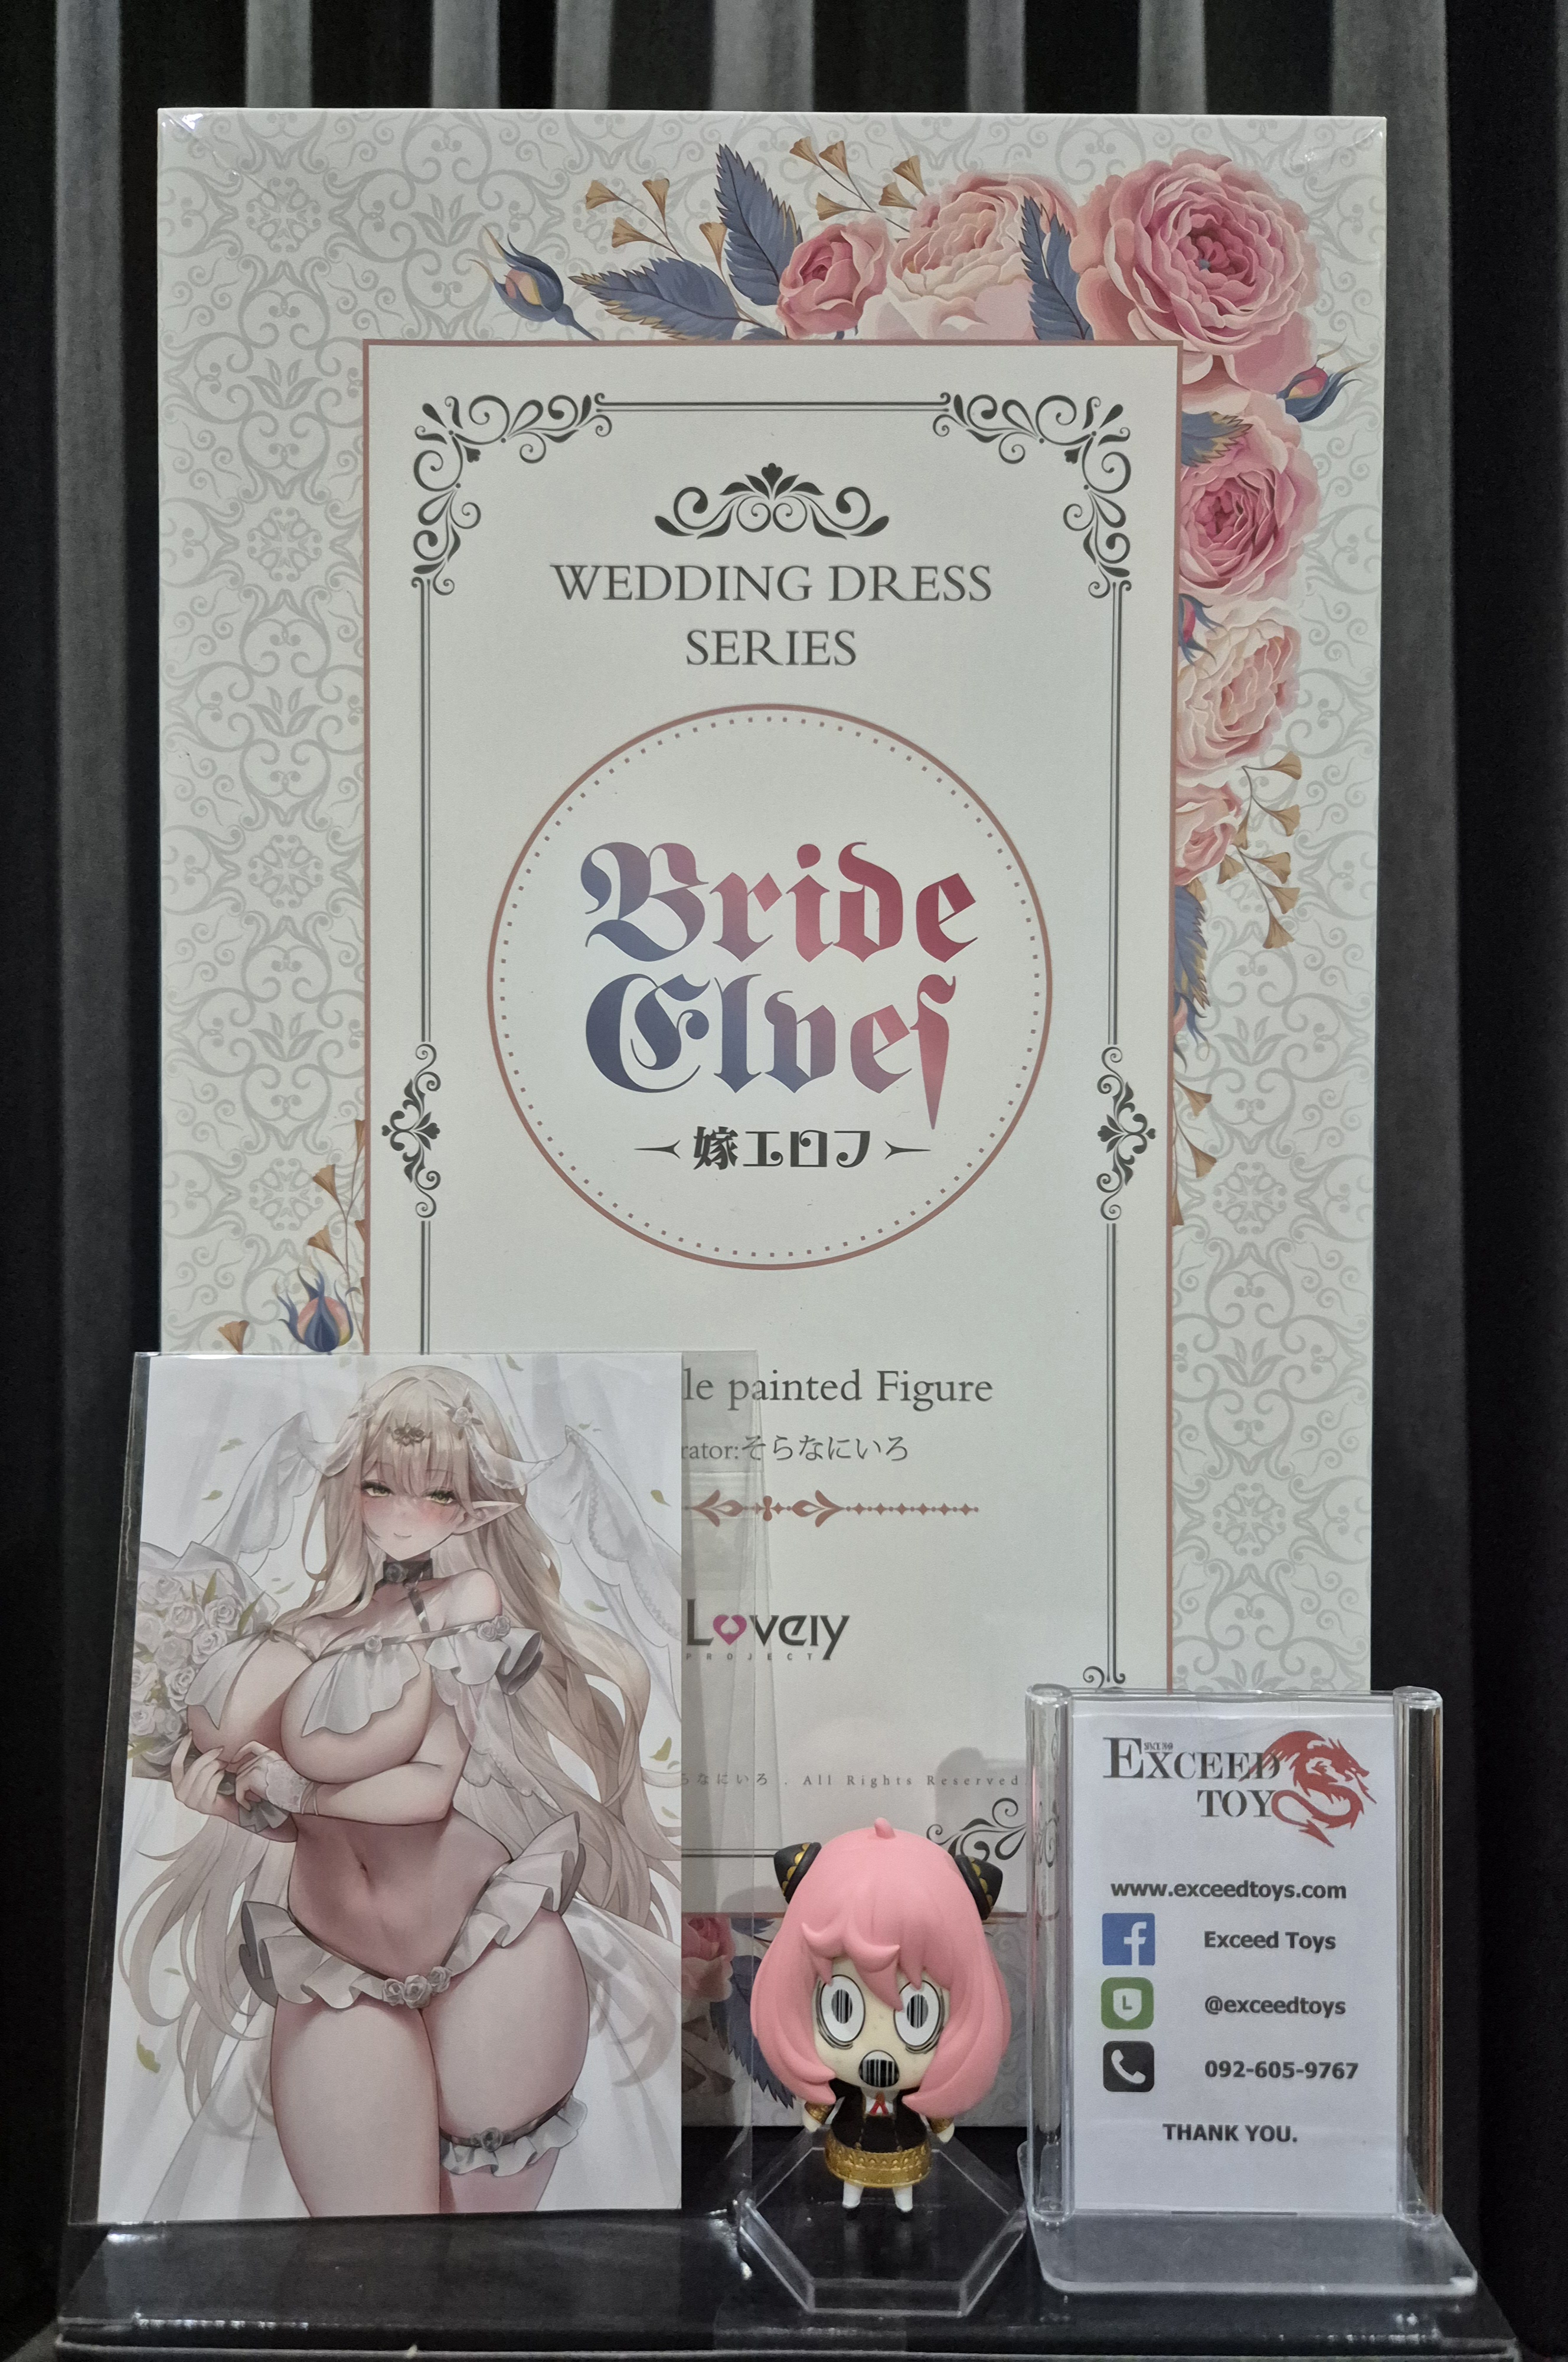 WEDDING DRESS
SERIES
Bride
Elves
嫁エロフ
le painted Figure
rator:そらなにいろ
Lovely
PROJECT
らなにいろ . All Rights Reserved
EXCEED
TOY
www.exceedtoys.com
Exceed Toys
L
@exceedtoys
092-605-9767
THANK YOU.